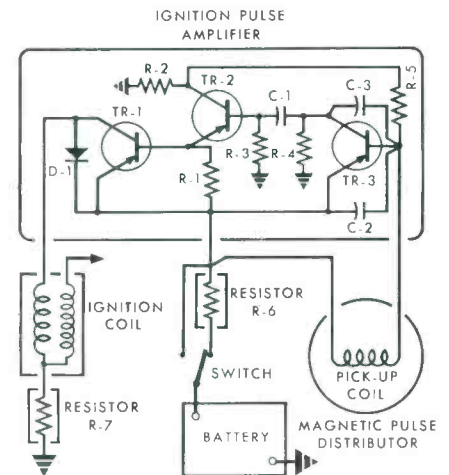 IGNITION PULSE
AMPLIFIER
R-2
TR-2
R-5
TR-1
C-1
C-3
D-1
R-3
R-4
R-1
TR-3
C-2
IGNITION
COIL
RESISTOR
R-6
SWITCH
PICK-UP
COIL
RESISTOR
R-7
BATTERY
MAGNETIC PULSE
DISTRIBUTOR